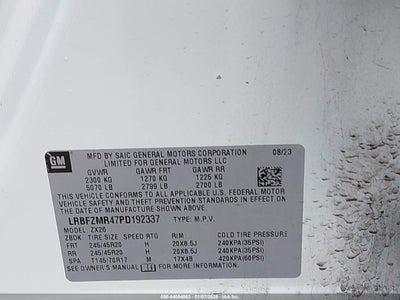 GM
MFD BY SAIC GENERAL MOTORS CORPORATION 08/23
LIMITED FOR GENERAL MOTORS LLC
GVWR GAWR FRT GAWR RR
2300 KG 1270 KG 1225 KG
5070 LB 2799 LB 2700 LB
THIS VEHICLE CONFORMS TO ALL APPLICABLE U.S. FEDERAL MOTOR
VEHICLE SAFETY AND THEFT PREVENTION STANDARDS IN EFFECT
ON THE DATE OF MANUFACTURE SHOWN ABOVE.
LRBFZMR47PD192337 TYPE: M.P.V.
MODEL: ZX26
ZBDK TIRE SIZE SPEED RTG RIM COLD TIRE PRESSURE
FRT 245/45R20 H 20X8.5J 240KPA(35PSI)
RR 245/45R20 H 20X8.5J 240KPA(35PSI)
SPA T145/70R17 M 17X4B 420KPA(60PSI)
SEE OWNER'S MANUAL FOR MORE INFORMATION.